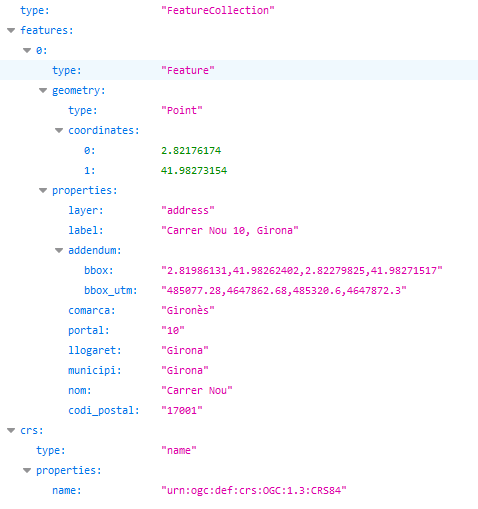 type: "FeatureCollection"
features:
0:
type: "Feature"
geometry:
type: "Point"
coordinates:
0: 2.82176174
1: 41.98273154
properties:
layer: "address"
label: "Carrer Nou 10, Girona"
addendum:
bbox: "2.81986131,41.98262402,2.82279825,41.98271517"
bbox_utm: "485077.28,4647862.68,485320.6,4647872.3"
comarca: "Gironès"
portal: "10"
llogaret: "Girona"
municipi: "Girona"
nom: "Carrer Nou"
codi_postal: "17001"
crs:
type: "name"
properties:
name: "urn:ogc:def:crs:OGC:1.3:CRS84"